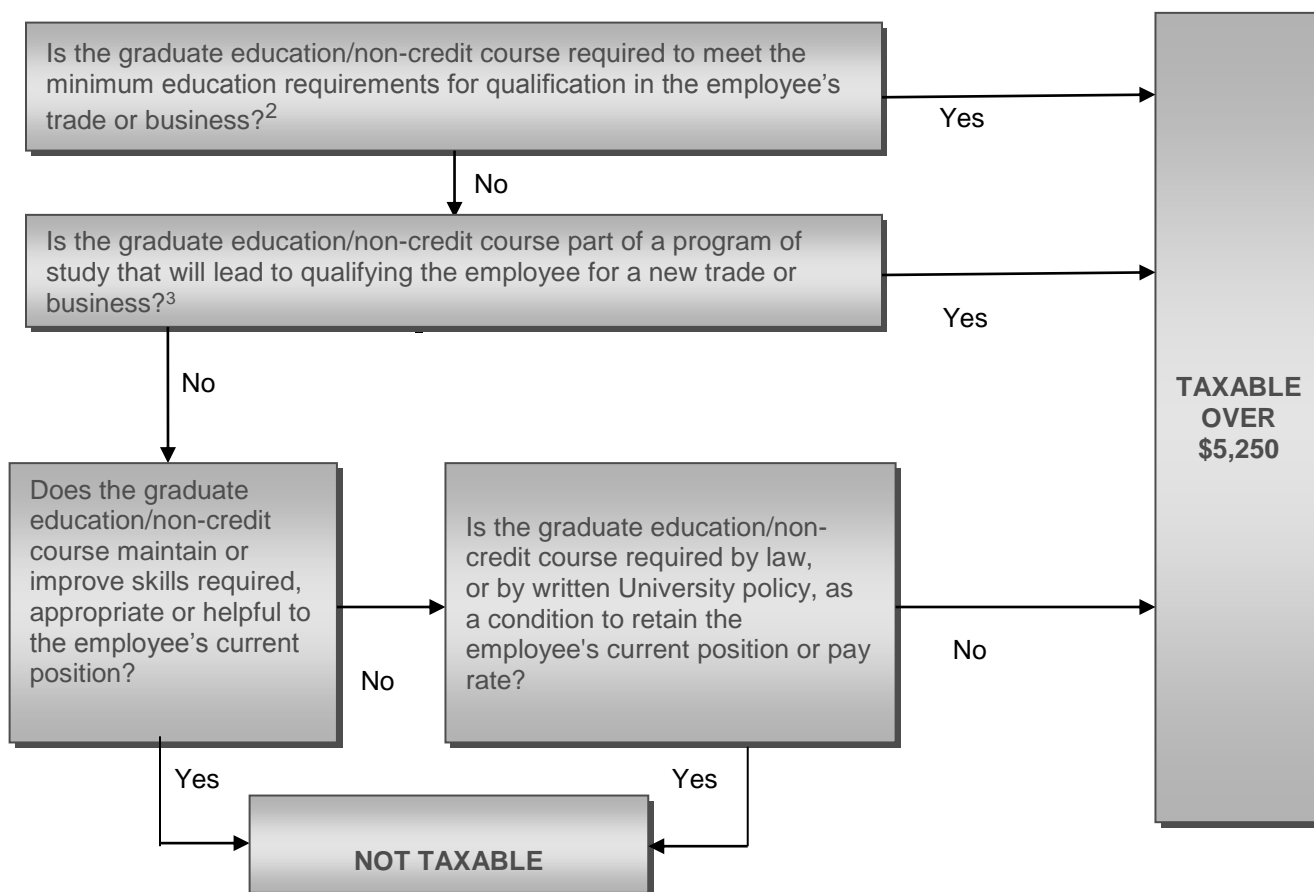 Is the graduate education/non-credit course required to meet the
minimum education requirements for qualification in the employee's
trade or business?2
Yes
No
Is the graduate education/non-credit course part of a program of
study that will lead to qualifying the employee for a new trade or
business?3
Yes
No
TAXABLE
OVER
$5,250
Does the graduate
education/non-credit
course maintain or
improve skills required,
appropriate or helpful to
the employee's current
position?
No
Is the graduate education/non-
credit course required by law,
or by written University policy, as
a condition to retain the
employee's current position or pay
rate?
No
Yes
Yes
NOT TAXABLE